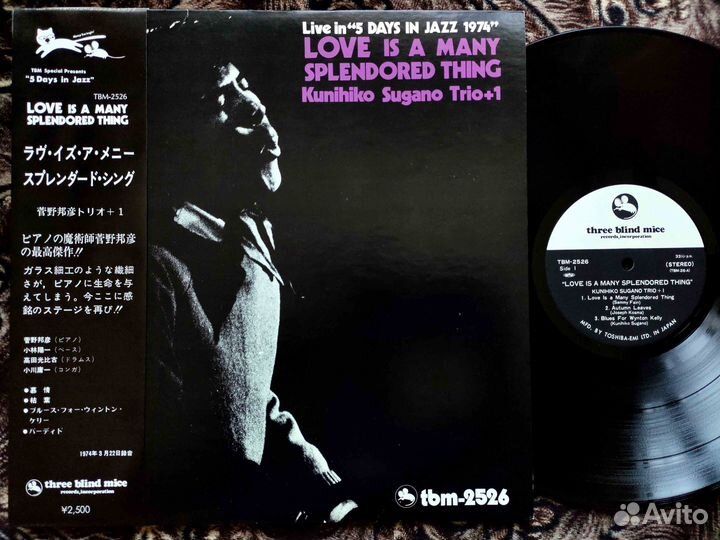 TBM Special Presents
"5 Days in Jazz"
TBM-2526
LOVE IS A MANY
SPLENDORED THING
ラヴ・イズ・ア・メニー
スプレンダード・シング
菅野邦彦トリオ+1
ピアノの魔術師菅野邦彦
の最高傑作!!
ガラス細工のような繊細
さが、ピアノに生命を与
えてしまう。今ここに感
銘のステージを再び!!
菅野邦彦(ピアノ)
小林陽一(ベース)
高田光比古(ドラムス)
小川庸一(コンガ)
●慕情
●枯葉
●ブルース・フォー・ウィントン・
ケリー
●パーディド
1974年3月22日録音
three blind mice
records,incorporation
¥2,500
Live in "5 DAYS IN JAZZ 1974"
LOVE IS A MANY
SPLENDORED THING
Kunihiko Sugano Trio+1
tbm-2526
three blind mice
records,incorporation
TBM-2526
Side 1
33⅓r.p.m.
(STEREO)
(TBM-26-A)
"LOVE IS A MANY SPLENDORED THING"
KUNIHIKO SUGANO TRIO+1
1. Love Is a Many Splendored Thing
(Sammy Fain)
2. Autumn Leaves
(Joseph Kosma)
3. Blues For Wynton Kelly
(Kunihiko Sugano)
MFD. BY TOSHIBA-EMI LTD. IN JAPAN
Avito